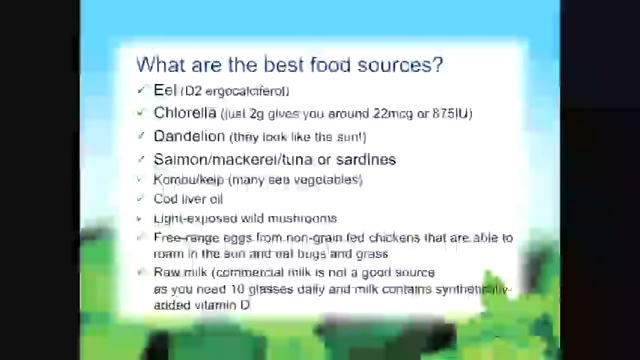 What are the best food sources?
Eel (D2 ergocalciferol)
Chlorella (just 2g gives you around 22mcg or 875IU)
Dandelion (they look like the sun!)
Salmon/mackerel/tuna or sardines
Kombu/kelp (many sea vegetables)
Cod liver oil
Light-exposed wild mushrooms
Free-range eggs from non-grain fed chickens that are able to
roam in the sun and eat bugs and grass
Raw milk (commercial milk is not a good source
as you need 10 glasses daily and milk contains synthetically-
added vitamin D